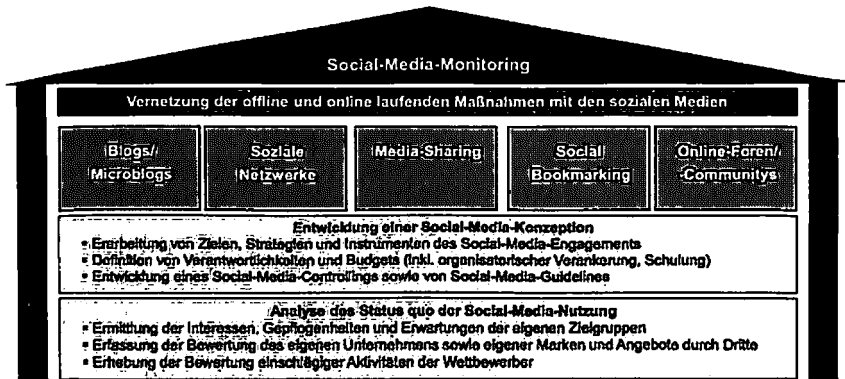 Social-Media-Monitoring
Vernetzung der offline und online laufenden Maßnahmen mit den sozialen Medien
Blogs/
Microblogs
Soziale
Netzwerke
Media-Sharing
Social
Bookmarking
Online-Foren/
-Communitys
Entwicklung einer Social-Media-Konzeption
▪ Erarbeitung von Zielen, Strategien und Instrumenten des Social-Media-Engagements
▪ Definition von Verantwortlichkeiten und Budgets (inkl. organisatorischer Verankerung, Schulung)
▪ Entwicklung eines Social-Media-Controllings sowie von Social-Media-Guidelines
Analyse des Status quo der Social-Media-Nutzung
▪ Ermittlung der Interessen, Gepflogenheiten und Erwartungen der eigenen Zielgruppen
▪ Erfassung der Bewertung des eigenen Unternehmens sowie eigener Marken und Angebote durch Dritte
▪ Erhebung der Bewertung einschlägiger Aktivitäten der Wettbewerber